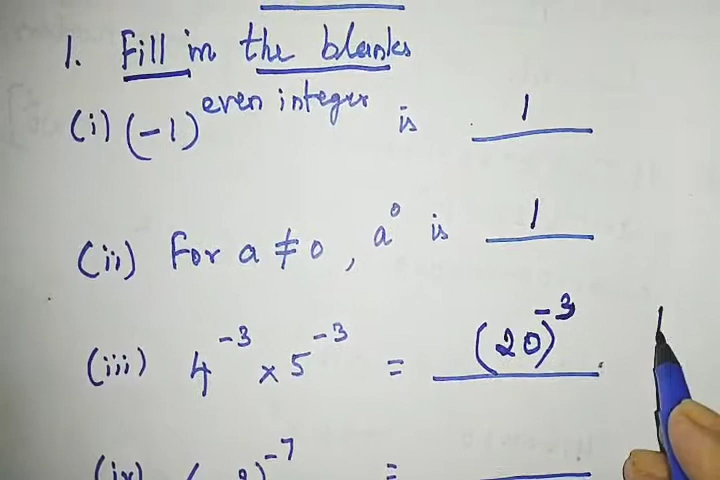 1. Fill in the blanks
(i) (-1)^even integer is 1
(ii) For a ≠ 0, a^0 is 1
(iii) 4^-3 × 5^-3 = (20)^-3